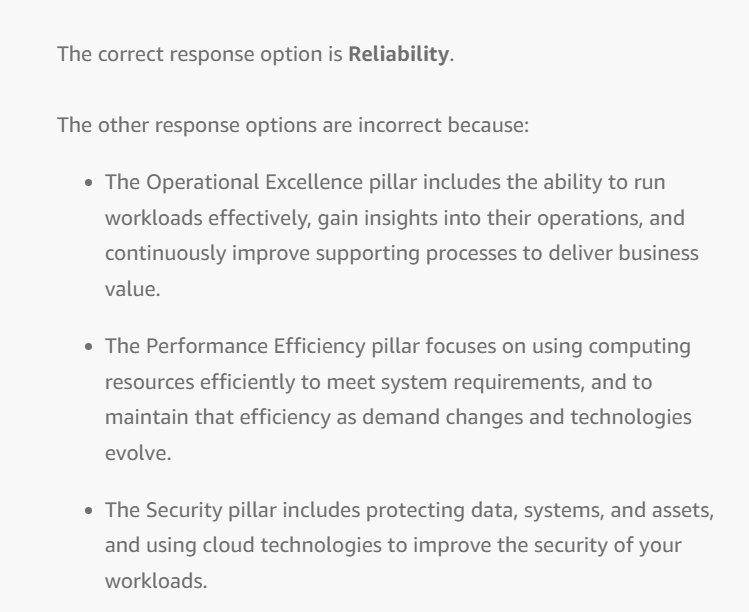 The correct response option is Reliability.
The other response options are incorrect because:
• The Operational Excellence pillar includes the ability to run
workloads effectively, gain insights into their operations, and
continuously improve supporting processes to deliver business
value.
• The Performance Efficiency pillar focuses on using computing
resources efficiently to meet system requirements, and to
maintain that efficiency as demand changes and technologies
evolve.
• The Security pillar includes protecting data, systems, and assets,
and using cloud technologies to improve the security of your
workloads.